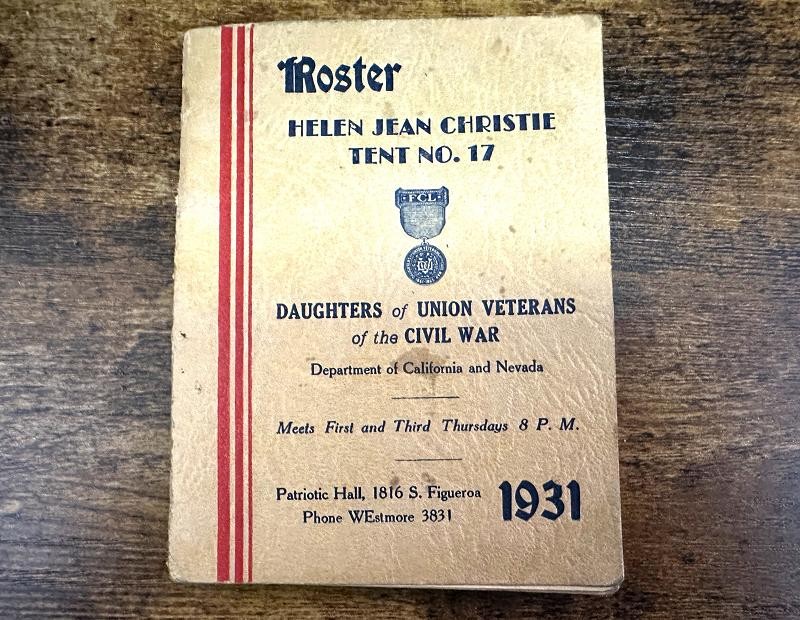 Roster
HELEN JEAN CHRISTIE
TENT NO. 17
FCL
DAUGHTERS of UNION VETERANS
of the CIVIL WAR
Department of California and Nevada
Meets First and Third Thursdays 8 P. M.
Patriotic Hall, 1816 S. Figueroa
Phone WEstmore 3831
1931